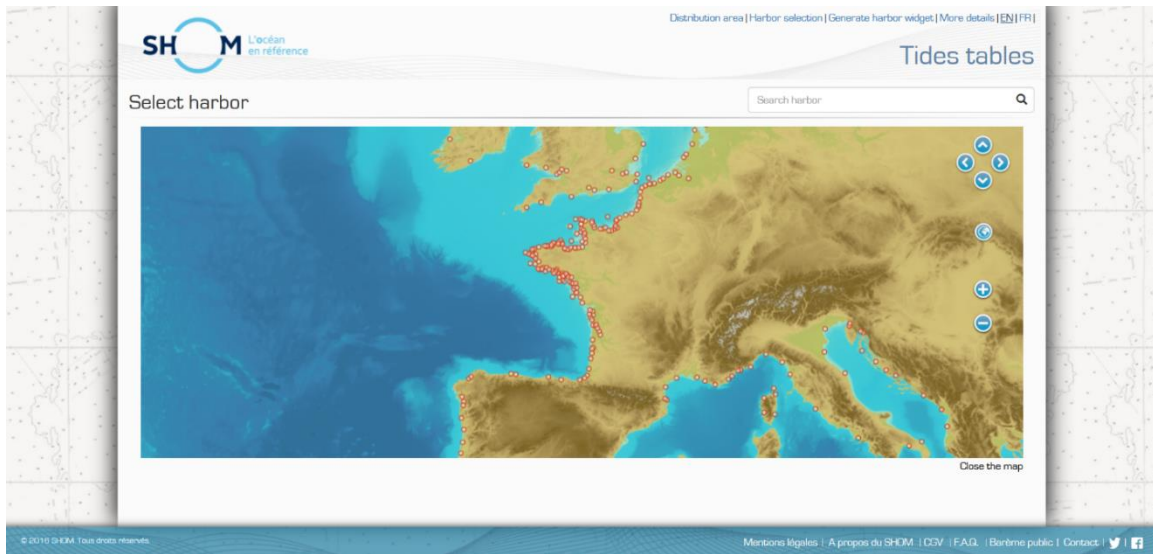 Distribution area | Harbor selection | Generate harbor widget | More details | EN | FR |
SHOM L'océan
en référence
Tides tables
Select harbor
Search harbor
Close the map
© 2016 SHOM Tous droits réservés.
Mentions légales | A propos du SHOM | CGV | F.A.Q. | Barème public | Contact |